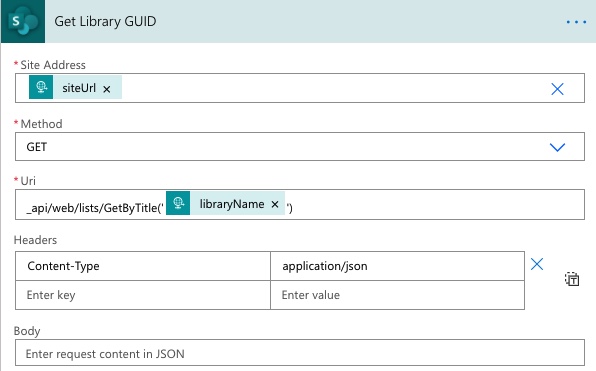 S
Get Library GUID
* Site Address
siteUrl ×
* Method
GET
* Uri
_api/web/lists/GetByTitle(' libraryName × ')
Headers
Content-Type application/json
Enter key Enter value
T
Body
Enter request content in JSON